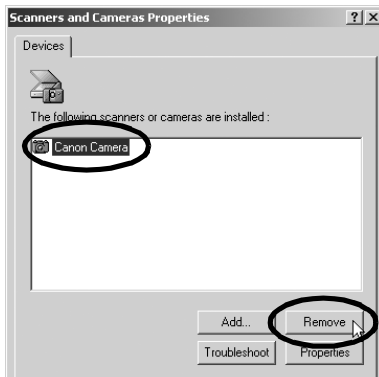 Scanners and Cameras Properties ? X
Devices
The following scanners or cameras are installed :
Canon Camera
Add... Remove
Troubleshoot Properties